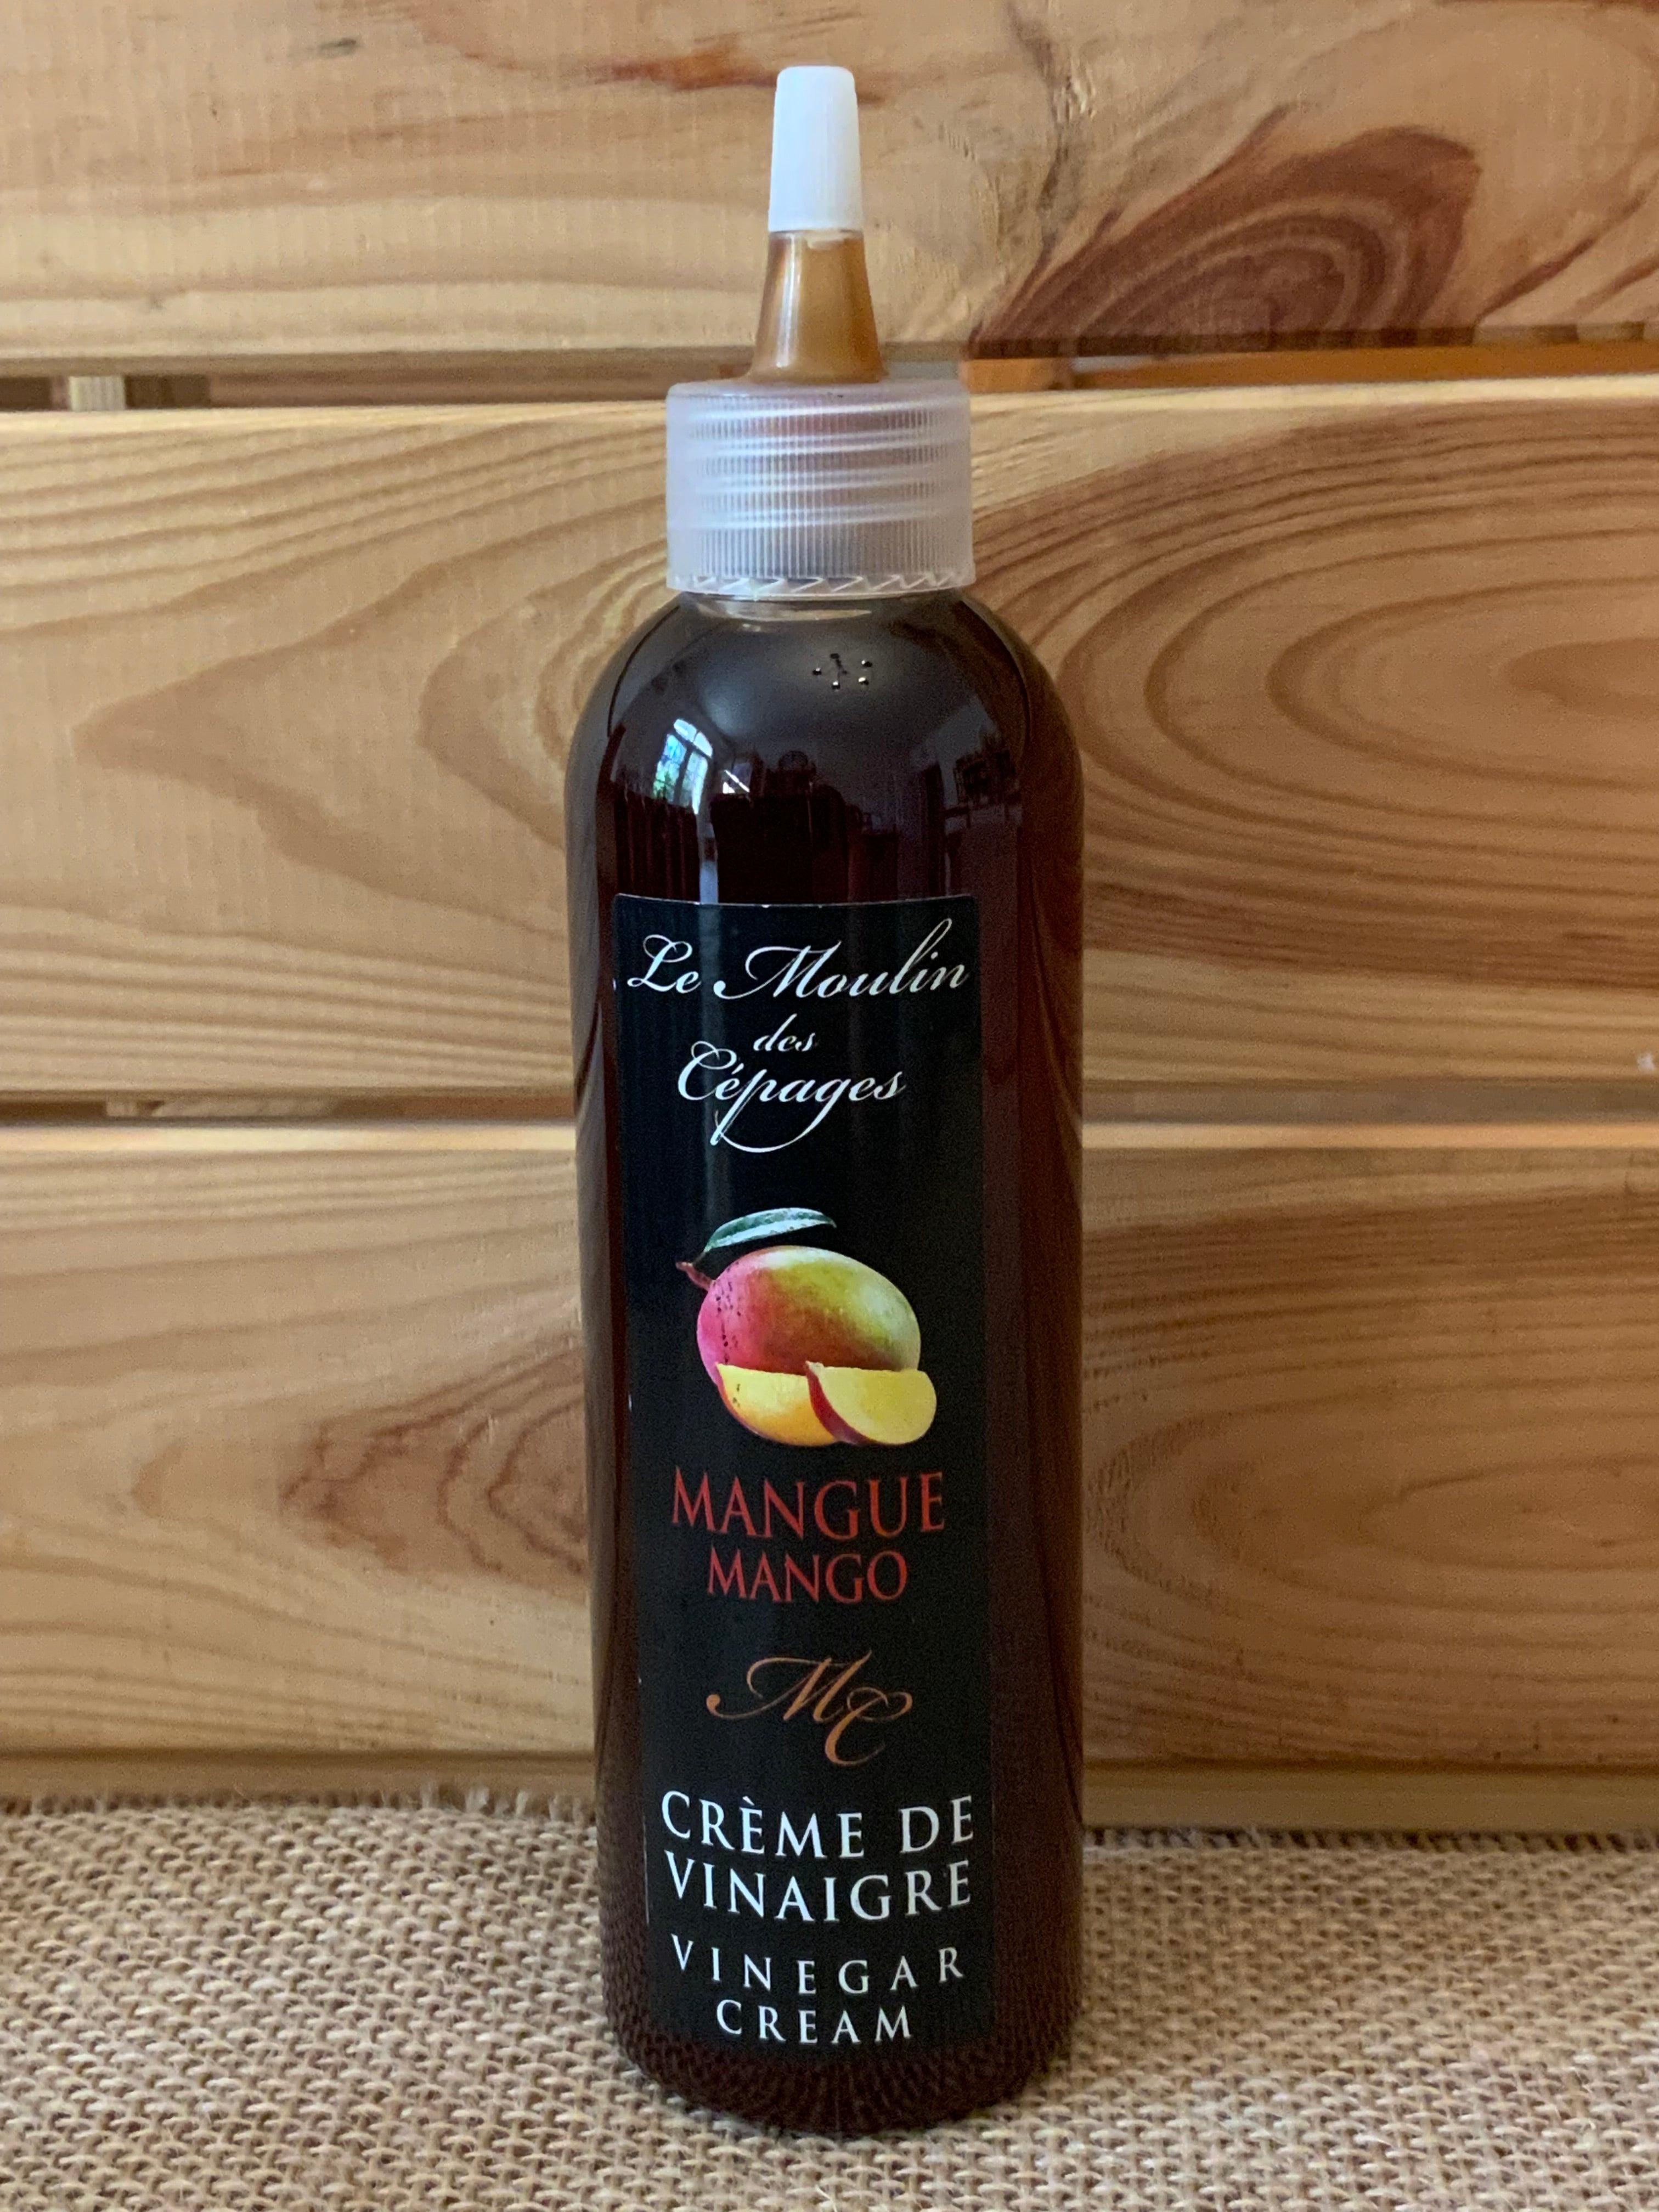 Le Moulin
des
Cépages
MANGUE
MANGO
MC
CRÈME DE
VINAIGRE
VINEGAR
CREAM